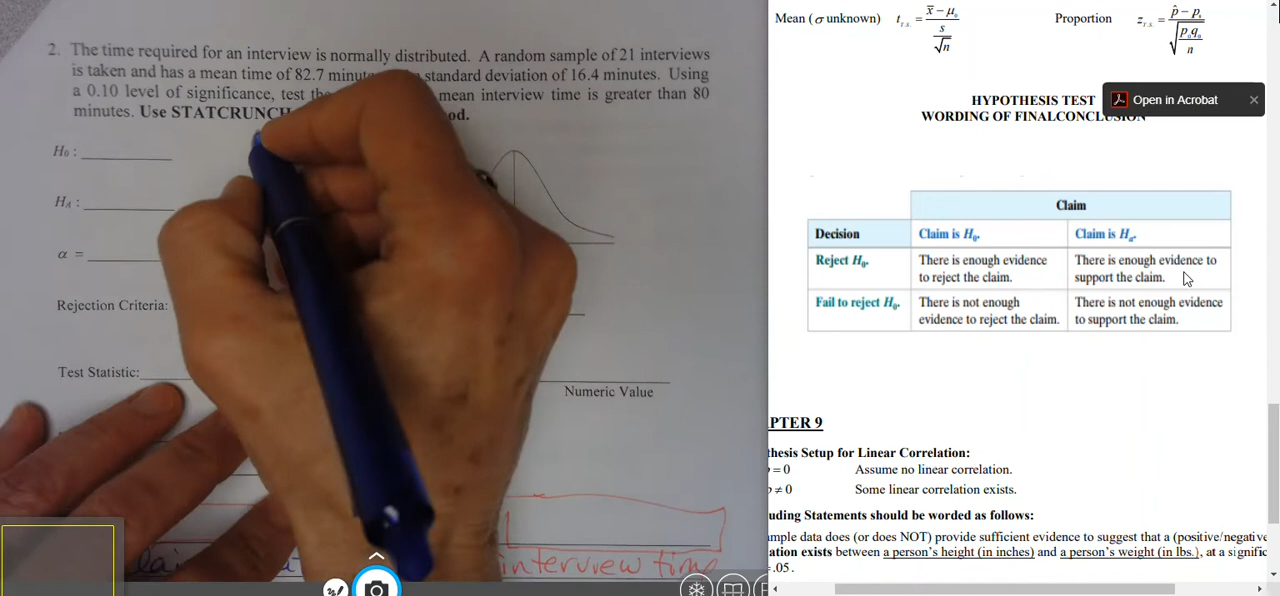 2. The time required for an interview is normally distributed. A random sample of 21 interviews
is taken and has a mean time of 82.7 standard deviation of 16.4 minutes. Using
a 0.10 level of significance, test mean interview time is greater than 80
minutes. Use STATCRUNCH od.
H₀ :
Hₐ :
α =
Rejection Criteria:
Test Statistic:
Numeric Value
interview time
Mean (σ unknown) t_{T.S.} = (x̄ − μ₀) / (s / √n)
Proportion z_{T.S.} = (p̂ − p₀) / √(p₀q₀ / n)
Open in Acrobat
HYPOTHESIS TEST
WORDING OF FINAL CONCLUSION
Claim
Decision
Claim is H₀.
Claim is Hₐ.
Reject H₀.
There is enough evidence
to reject the claim.
There is enough evidence to
support the claim.
Fail to reject H₀.
There is not enough
evidence to reject the claim.
There is not enough evidence
to support the claim.
PTER 9
thesis Setup for Linear Correlation:
= 0 Assume no linear correlation.
≠ 0 Some linear correlation exists.
uding Statements should be worded as follows:
mple data does (or does NOT) provide sufficient evidence to suggest that a (positive/negative
ation exists between a person's height (in inches) and a person's weight (in lbs.), at a signific
.05.